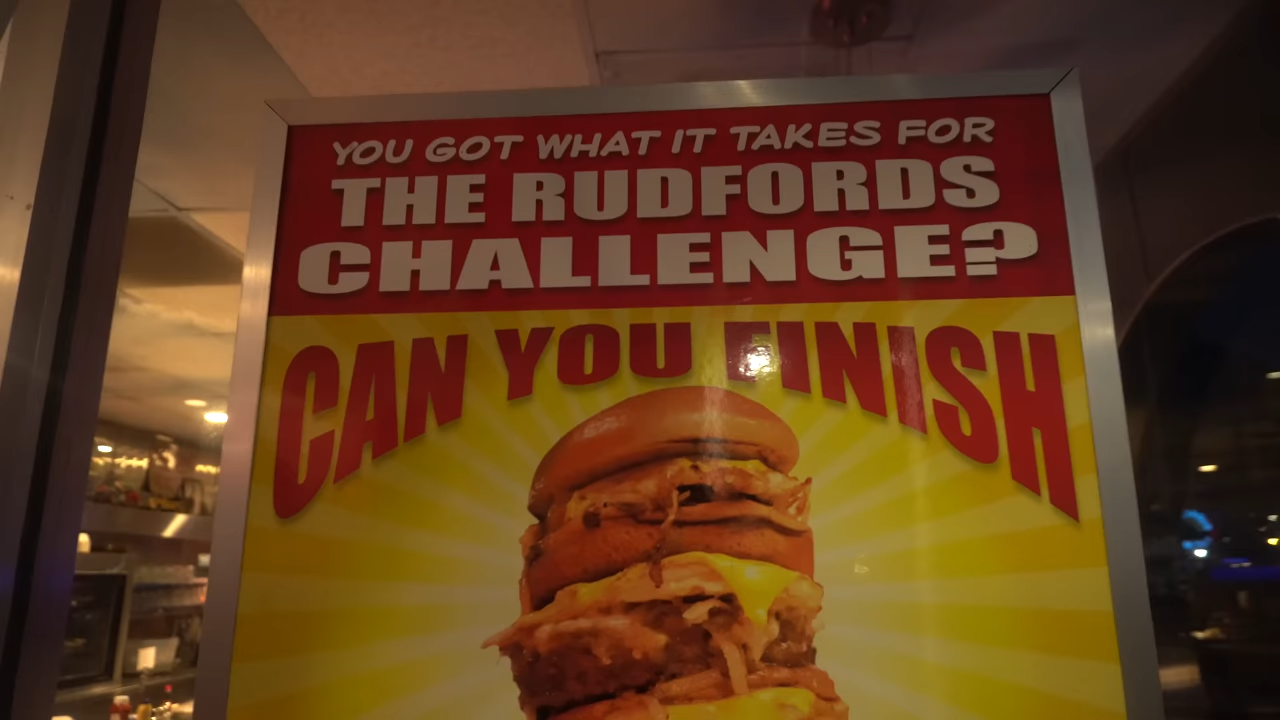 YOU GOT WHAT IT TAKES FOR
THE RUDFORDS
CHALLENGE?
CAN YOU FINISH